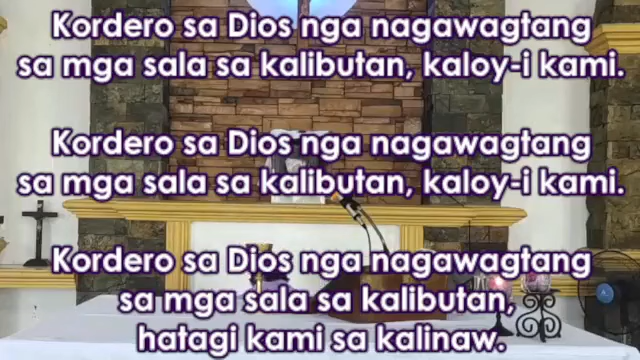 Kordero sa Dios nga nagawagtang
sa mga sala sa kalibutan, kaloy-i kami.
Kordero sa Dios nga nagawagtang
sa mga sala sa kalibutan, kaloy-i kami.
Kordero sa Dios nga nagawagtang
sa mga sala sa kalibutan,
hatagi kami sa kalinaw.